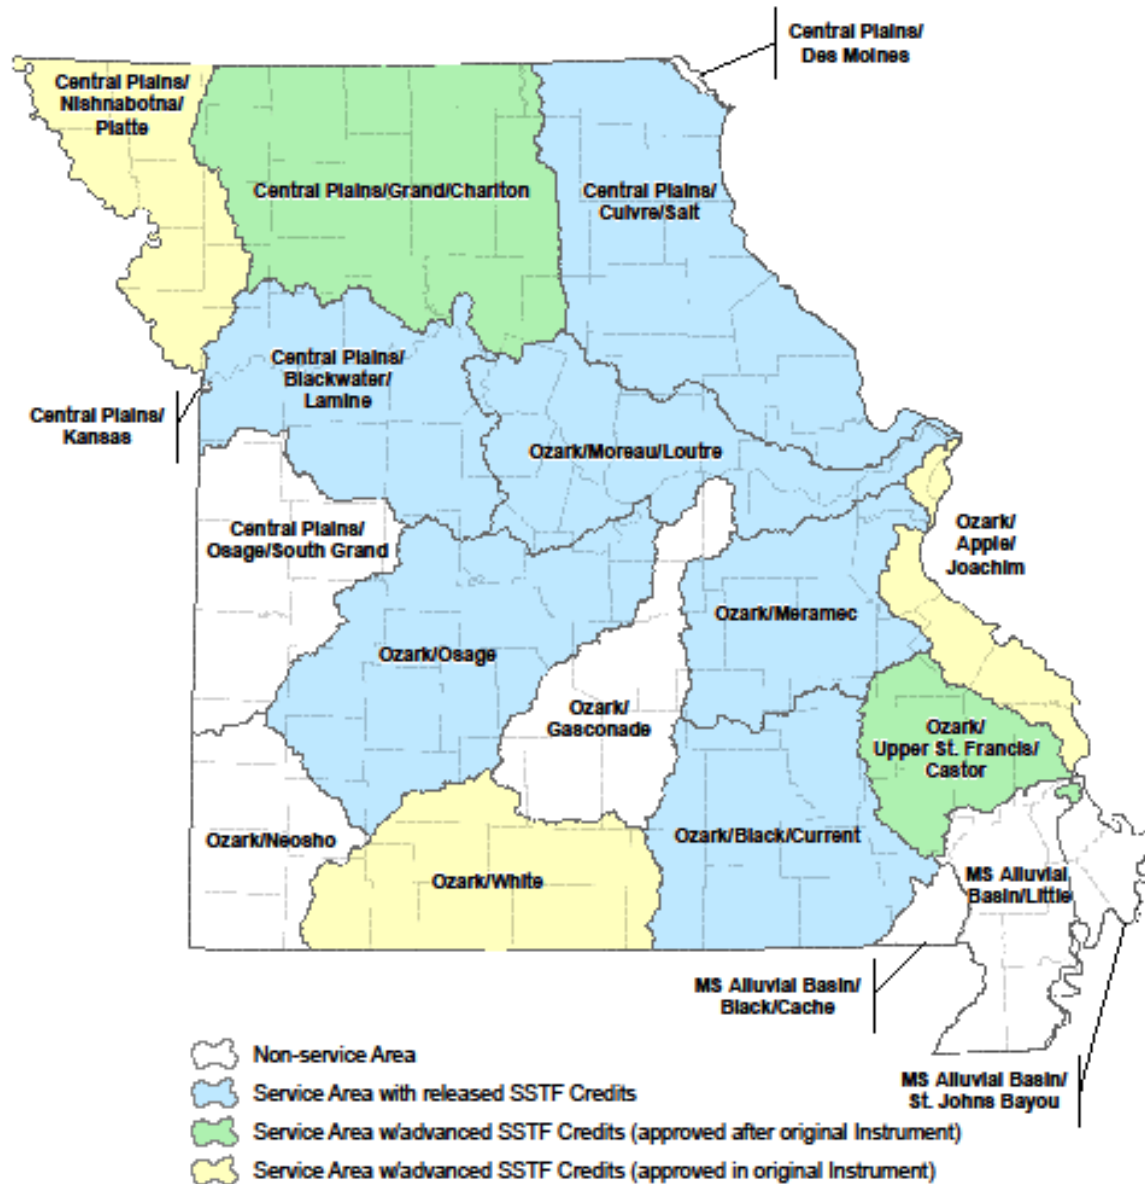 Central Plains/
Des Moines
Central Plains/
Nishnabotna/
Platte
Central Plains/Grand/Chariton
Central Plains/
Cuivre/Salt
Central Plains/
Blackwater/
Lamine
Central Plains/
Kansas
Ozark/Moreau/Loutre
Central Plains/
Osage/South Grand
Ozark/
Apple/
Joachim
Ozark/Meramec
Ozark/Osage
Ozark/
Gasconade
Ozark/
Upper St. Francis/
Castor
Ozark/Neosho
Ozark/Black/Current
Ozark/White
MS Alluvial
Basin/Little
MS Alluvial Basin/
Black/Cache
MS Alluvial Basin/
St. Johns Bayou
Non-service Area
Service Area with released SSTF Credits
Service Area w/advanced SSTF Credits (approved after original Instrument)
Service Area w/advanced SSTF Credits (approved in original Instrument)